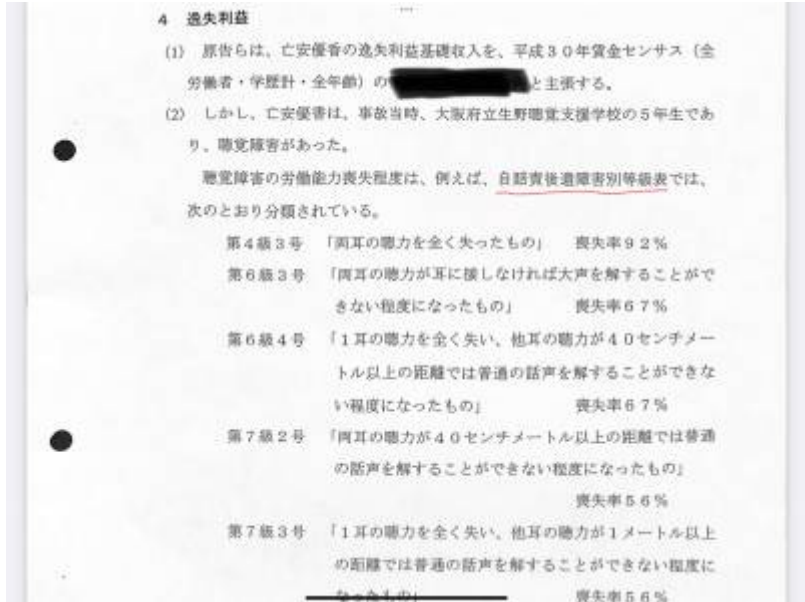 4 逸失利益
(1) 原告らは、亡安優香の逸失利益基礎収入を、平成30年賃金センサス（全
労働者・学歴計・全年齢）の と主張する。
(2) しかし、亡安優香は、事故当時、大阪府立生野聴覚支援学校の5年生であ
り、聴覚障害があった。
聴覚障害の労働能力喪失程度は、例えば、自賠責後遺障害別等級表では、
次のとおり分類されている。
第4級3号 「両耳の聴力を全く失ったもの」 喪失率92％
第6級3号 「両耳の聴力が耳に接しなければ大声を解することがで
きない程度になったもの」 喪失率67％
第6級4号 「1耳の聴力を全く失い、他耳の聴力が40センチメー
トル以上の距離では普通の話声を解することができな
い程度になったもの」 喪失率67％
第7級2号 「両耳の聴力が40センチメートル以上の距離では普通
の話声を解することができない程度になったもの」
喪失率56％
第7級3号 「1耳の聴力を全く失い、他耳の聴力が1メートル以上
の距離では普通の話声を解することができない程度に
なったもの」 喪失率56％